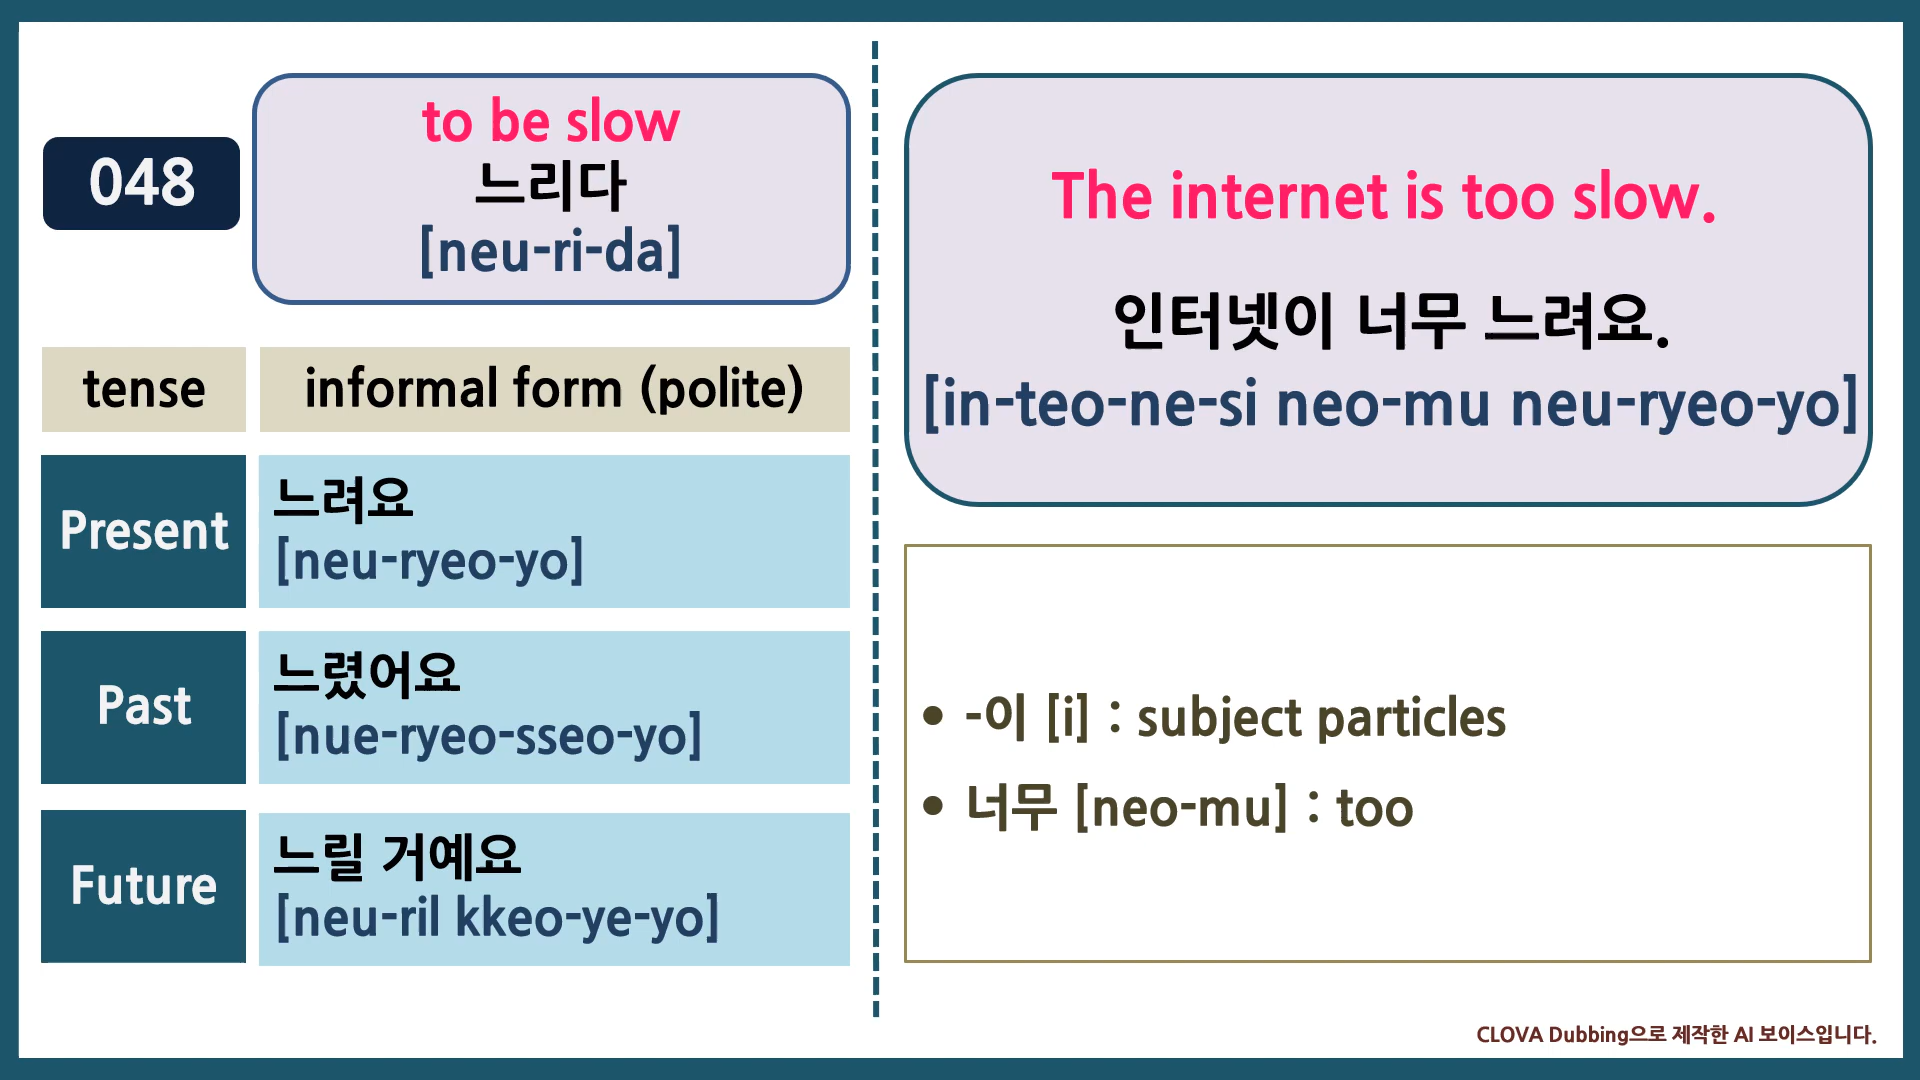 048
to be slow
느리다
[neu-ri-da]
tense
informal form (polite)
Present
느려요
[neu-ryeo-yo]
Past
느렸어요
[nue-ryeo-sseo-yo]
Future
느릴 거예요
[neu-ril kkeo-ye-yo]
The internet is too slow.
인터넷이 너무 느려요.
[in-teo-ne-si neo-mu neu-ryeo-yo]
• -이 [i] : subject particles
• 너무 [neo-mu] : too
CLOVA Dubbing으로 제작한 AI 보이스입니다.